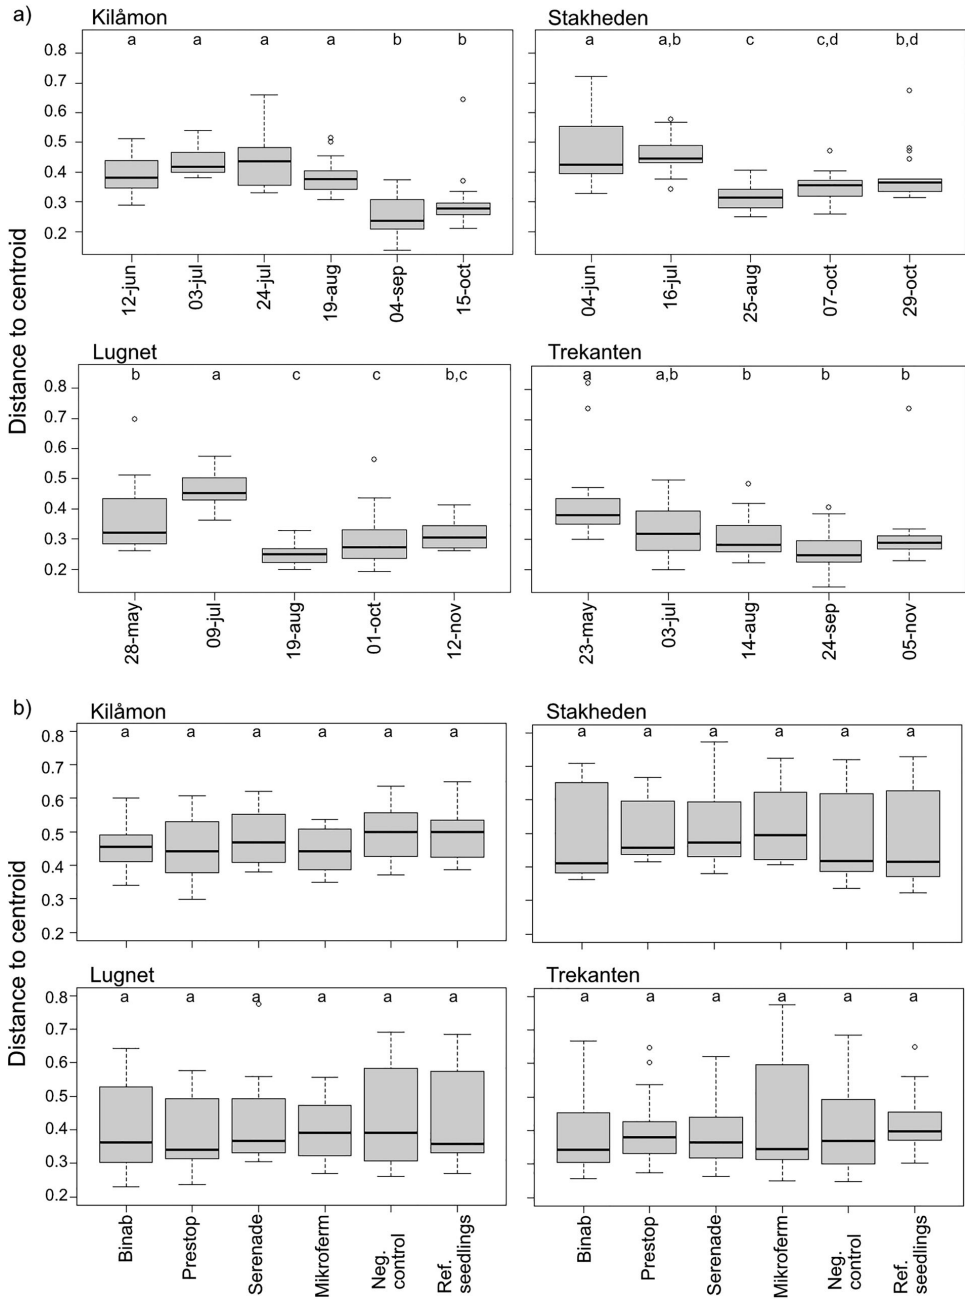 a)
Kilåmon
Stakheden
Distance to centroid
0.8
0.7
0.6
0.5
0.4
0.3
0.2
a a a a b b
a a,b c c,d b,d
12-jun 03-jul 24-jul 19-aug 04-sep 15-oct
04-jun 16-jul 25-aug 07-oct 29-oct
Lugnet
Trekanten
0.8
0.7
0.6
0.5
0.4
0.3
0.2
b a c c b,c
a a,b b b b
28-may 09-jul 19-aug 01-oct 12-nov
23-may 03-jul 14-aug 24-sep 05-nov
b)
Kilåmon
Stakheden
Distance to centroid
0.8
0.7
0.6
0.5
0.4
0.3
0.2
a a a a a a
a a a a a a
Lugnet
Trekanten
0.8
0.7
0.6
0.5
0.4
0.3
0.2
a a a a a a
a a a a a a
Binab
Prestop
Serenade
Mikroferm
Neg.
control
Ref.
seedlings
Binab
Prestop
Serenade
Mikroferm
Neg.
control
Ref.
seedlings